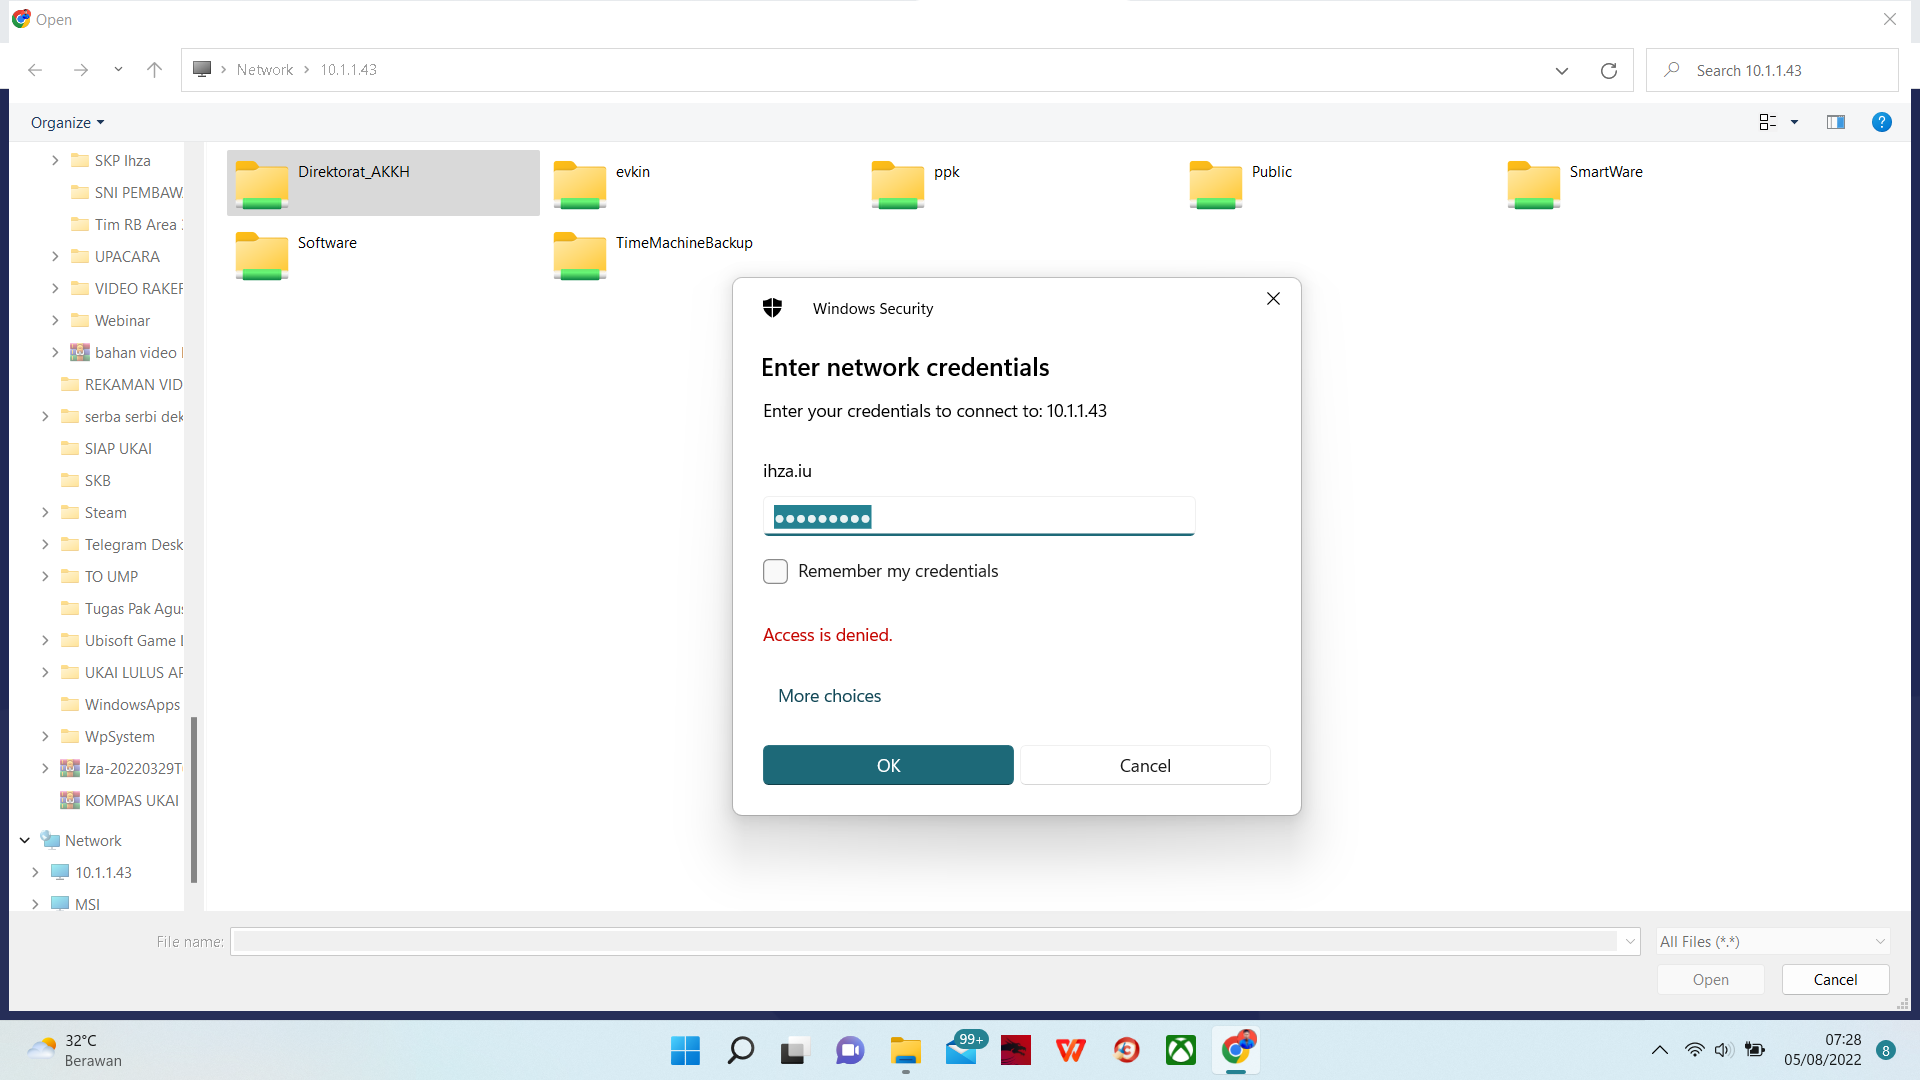 Open
Network
10.1.1.43
Search 10.1.1.43
Organize
SKP Ihza
SNI PEMBAW
Tim RB Area
UPACARA
VIDEO RAKER
Webinar
bahan video
REKAMAN VID
serba serbi dek
SIAP UKAI
SKB
Steam
Telegram Desk
TO UMP
Tugas Pak Agus
Ubisoft Game
UKAI LULUS AP
WindowsApps
WpSystem
Iza-20220329T
KOMPAS UKAI
Network
10.1.1.43
MSI
Direktorat_AKKH
evkin
ppk
Public
SmartWare
Software
TimeMachineBackup
Windows Security
Enter network credentials
Enter your credentials to connect to: 10.1.1.43
ihza.iu
Remember my credentials
Access is denied.
More choices
OK
Cancel
File name:
All Files (*.*)
Open
Cancel
32°C
Berawan
99+
07:28
05/08/2022
8